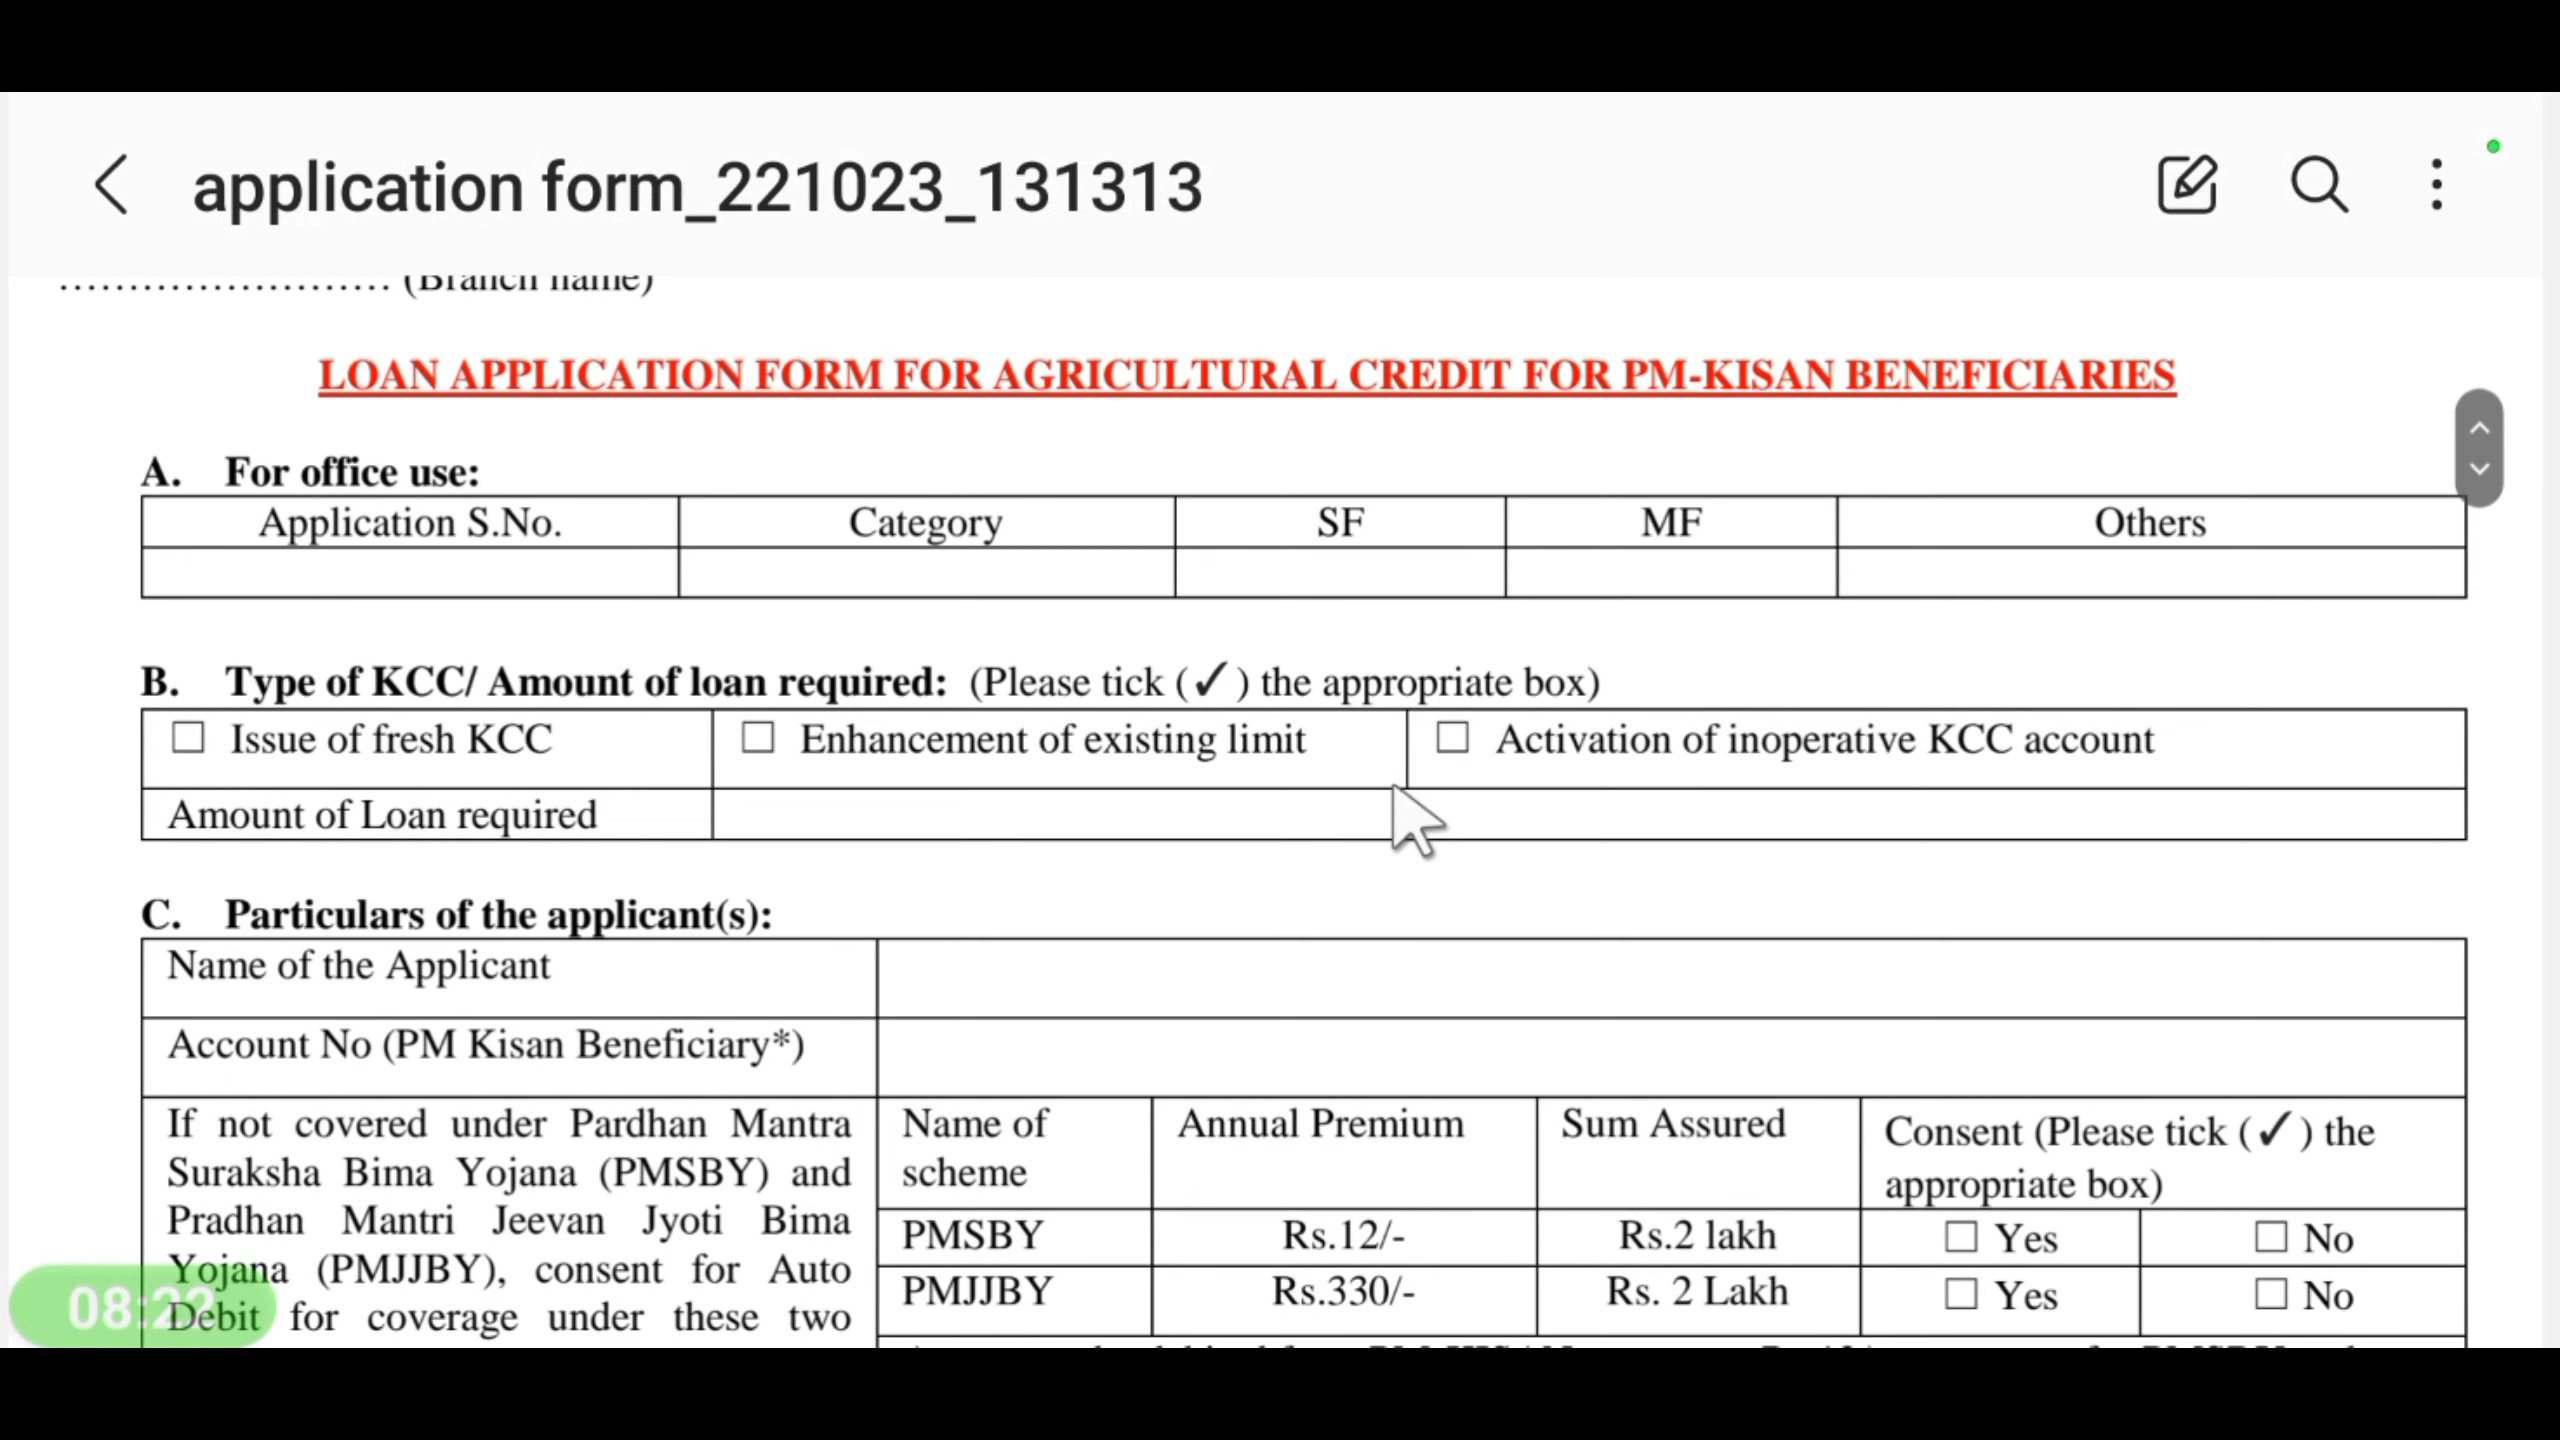 application form_221023_131313
........................ (Branch name)
LOAN APPLICATION FORM FOR AGRICULTURAL CREDIT FOR PM-KISAN BENEFICIARIES
A. For office use:
Application S.No. Category SF MF Others
B. Type of KCC/ Amount of loan required: (Please tick (✓) the appropriate box)
☐ Issue of fresh KCC ☐ Enhancement of existing limit ☐ Activation of inoperative KCC account
Amount of Loan required
C. Particulars of the applicant(s):
Name of the Applicant
Account No (PM Kisan Beneficiary*)
If not covered under Pardhan Mantra
Suraksha Bima Yojana (PMSBY) and
Pradhan Mantri Jeevan Jyoti Bima
Yojana (PMJJBY), consent for Auto
Debit for coverage under these two
Name of
scheme
Annual Premium
Sum Assured
Consent (Please tick (✓) the
appropriate box)
PMSBY Rs.12/- Rs.2 lakh ☐ Yes ☐ No
PMJJBY Rs.330/- Rs. 2 Lakh ☐ Yes ☐ No
08:22